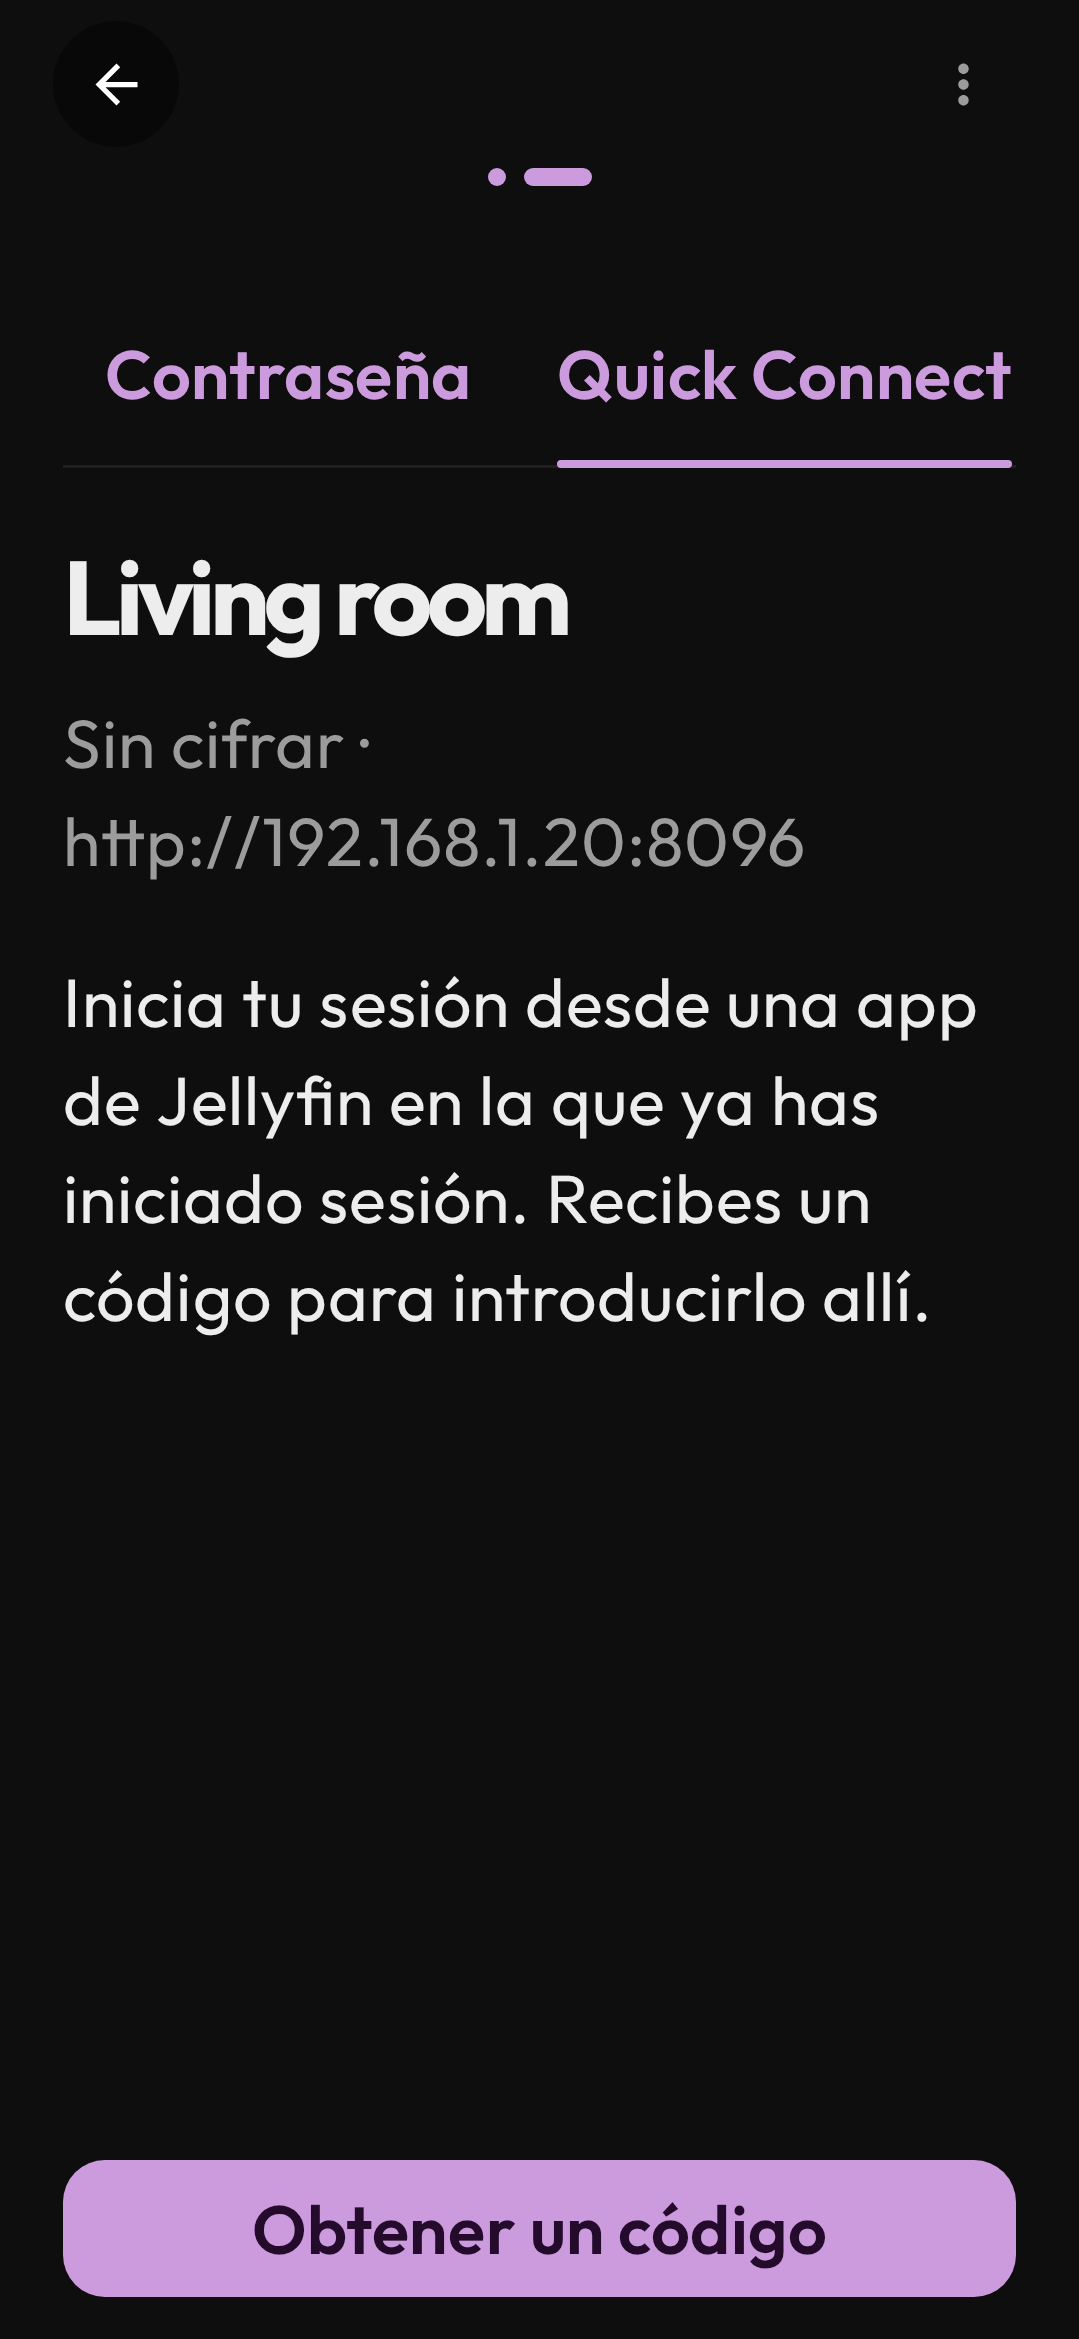 Contraseña
Quick Connect
Living room
Sin cifrar ·
http://192.168.1.20:8096
Inicia tu sesión desde una app
de Jellyfin en la que ya has
iniciado sesión. Recibes un
código para introducirlo allí.
Obtener un código